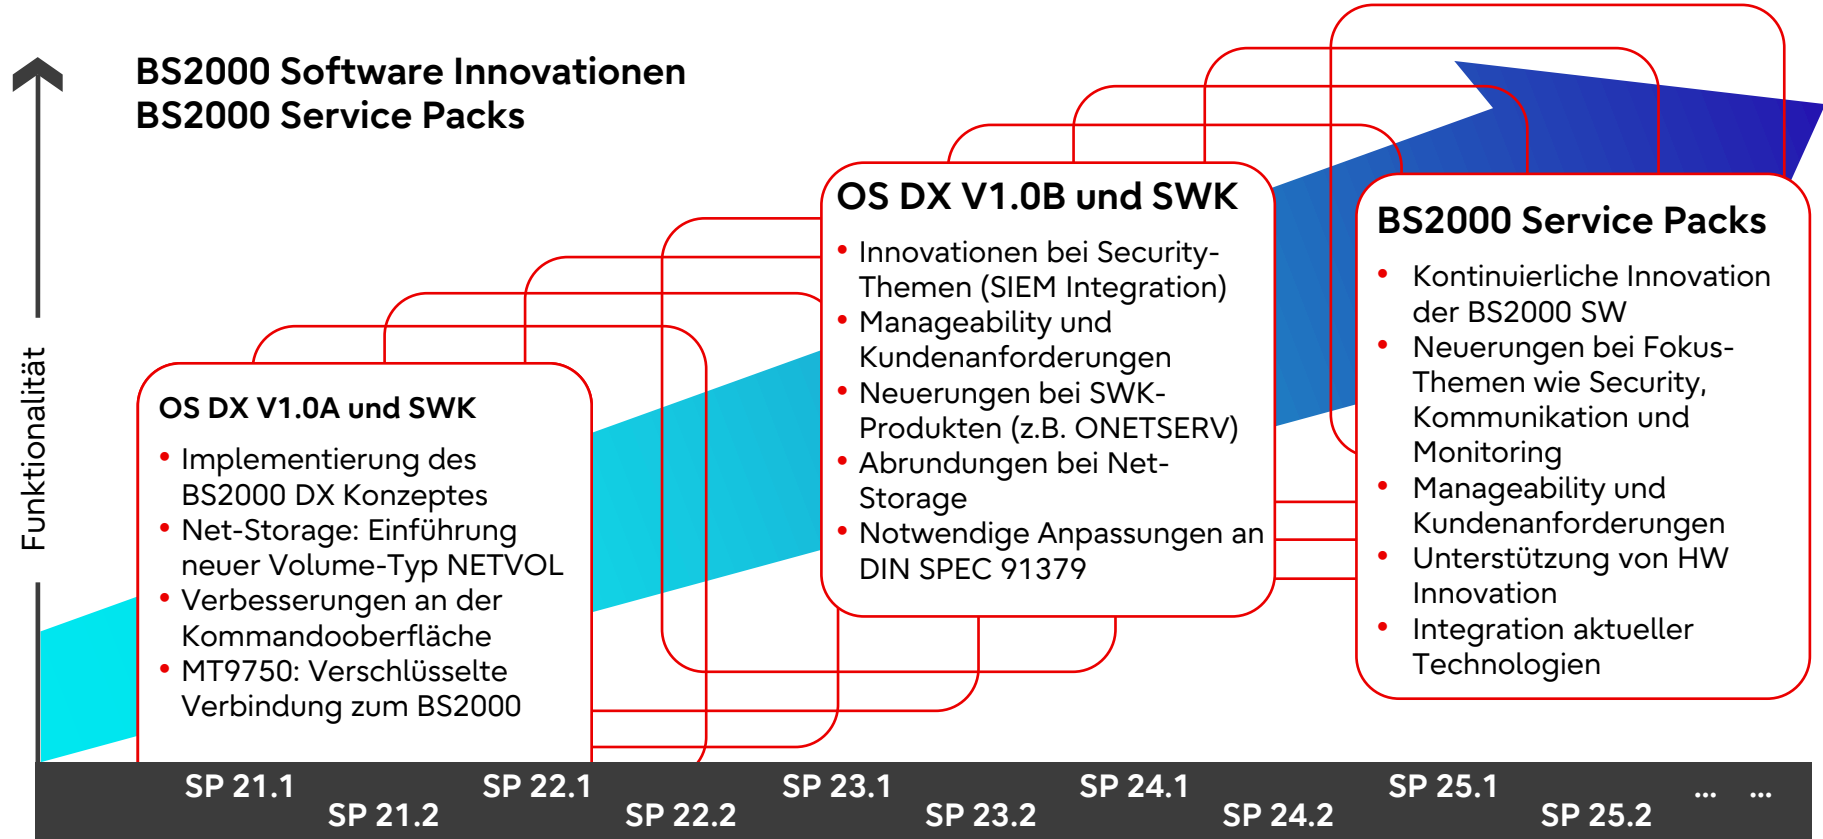 BS2000 Software Innovationen
BS2000 Service Packs
Funktionalität
OS DX V1.0A und SWK
• Implementierung des
BS2000 DX Konzeptes
• Net-Storage: Einführung
neuer Volume-Typ NETVOL
• Verbesserungen an der
Kommandooberfläche
• MT9750: Verschlüsselte
Verbindung zum BS2000
OS DX V1.0B und SWK
• Innovationen bei Security-
Themen (SIEM Integration)
• Manageability und
Kundenanforderungen
• Neuerungen bei SWK-
Produkten (z.B. ONETSERV)
• Abrundungen bei Net-
Storage
• Notwendige Anpassungen an
DIN SPEC 91379
BS2000 Service Packs
• Kontinuierliche Innovation
der BS2000 SW
• Neuerungen bei Fokus-
Themen wie Security,
Kommunikation und
Monitoring
• Manageability und
Kundenanforderungen
• Unterstützung von HW
Innovation
• Integration aktueller
Technologien
SP 21.1
SP 21.2
SP 22.1
SP 22.2
SP 23.1
SP 23.2
SP 24.1
SP 24.2
SP 25.1
SP 25.2
... ...